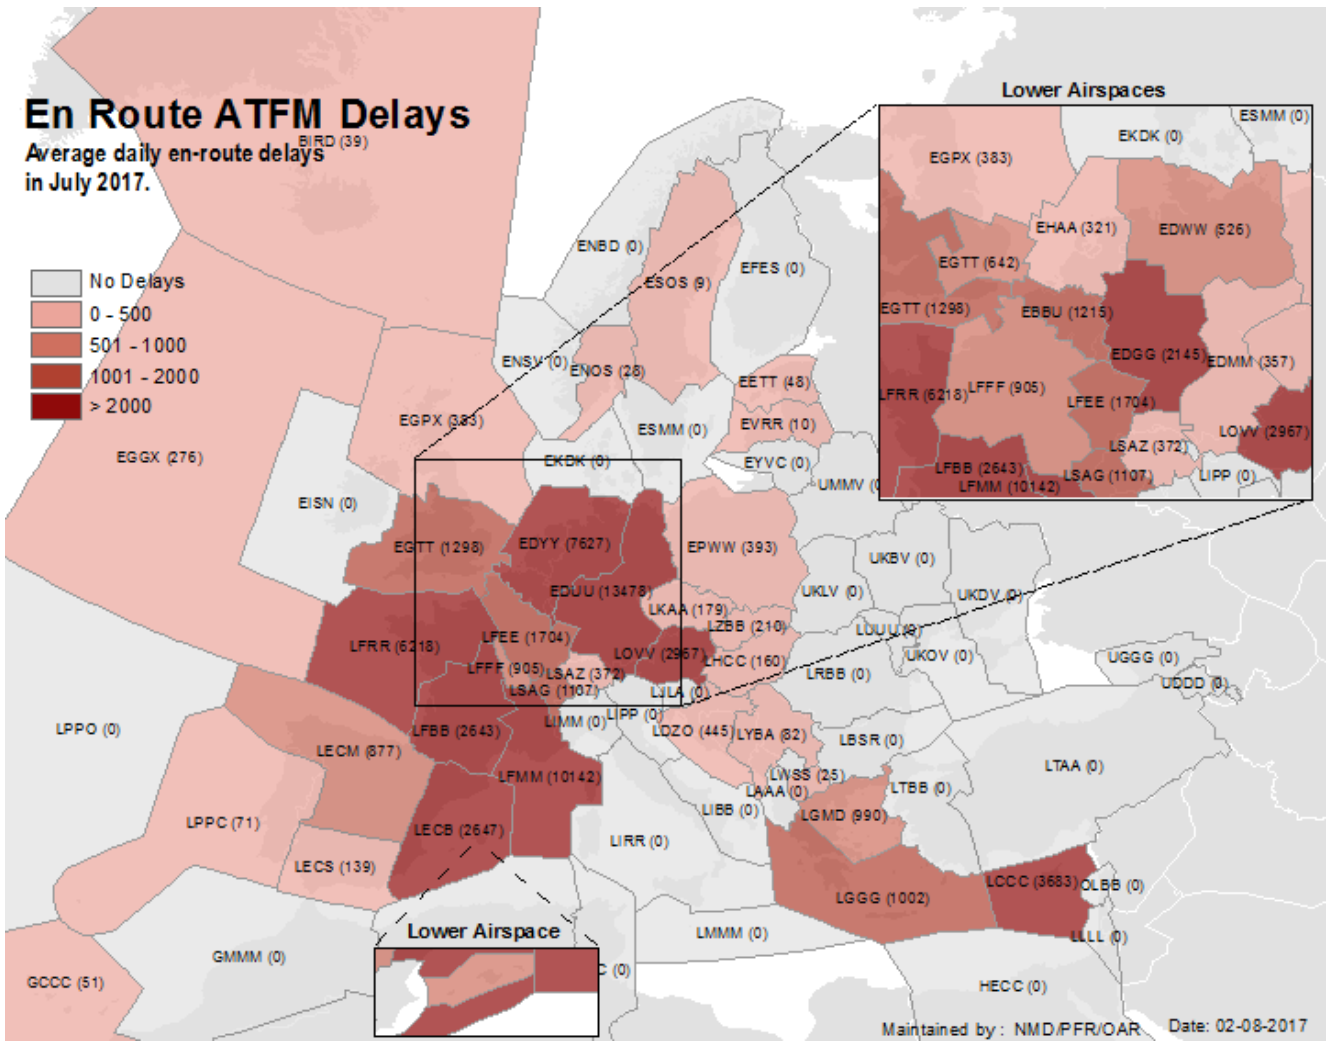 En Route ATFM Delays
Average daily en-route delays
in July 2017.
No Delays
0 - 500
501 - 1000
1001 - 2000
> 2000
Lower Airspaces
ESMM (0)
EKDK (0)
EGPX (383)
EHAA (321)
EDWW (526)
EGTT (642)
EGTT (1298)
EBBU (1215)
EDGG (2145)
EDMM (357)
LFRR (6218)
LFFF (905)
LFEE (1704)
LOVV (2967)
LSAZ (372)
LFBB (2643)
LSAG (1107)
LIPP (0)
LFMM (10142)
BIRD (39)
ENBD (0)
EFES (0)
ESOS (9)
ENSV (0)
ENOS (28)
EETT (48)
EGPX (383)
EVRR (10)
ESMM (0)
EGGX (276)
EKDK (0)
EYVC (0)
UMMV (0)
EISN (0)
EGTT (1298)
EDYY (7627)
EPWW (393)
UKBV (0)
UKLV (0)
UKDV (0)
EDUU (13478)
LKAA (179)
LZBB (210)
LUUU (0)
LFEE (1704)
LFRR (6218)
LOVV (2967)
LHCC (160)
UKOV (0)
UGGG (0)
LFFF (905)
LSAZ (372)
LRBB (0)
UDDD (0)
LSAG (1107)
LJLA (0)
LPPO (0)
LIMM (0)
LIPP (0)
LDZO (445)
LYBA (82)
LBSR (0)
LFBB (2643)
LECM (877)
LFMM (10142)
LWSS (25)
LTAA (0)
LAAA (0)
LTBB (0)
LIBB (0)
LGMD (990)
LPPC (71)
LECB (2647)
LIRR (0)
LECS (139)
LCCC (3683)
OLBB (0)
LGGG (1002)
Lower Airspace
LMMM (0)
LLLL (0)
GMMM (0)
C (0)
GCCC (51)
HECC (0)
Maintained by : NMD/PFR/OAR Date: 02-08-2017